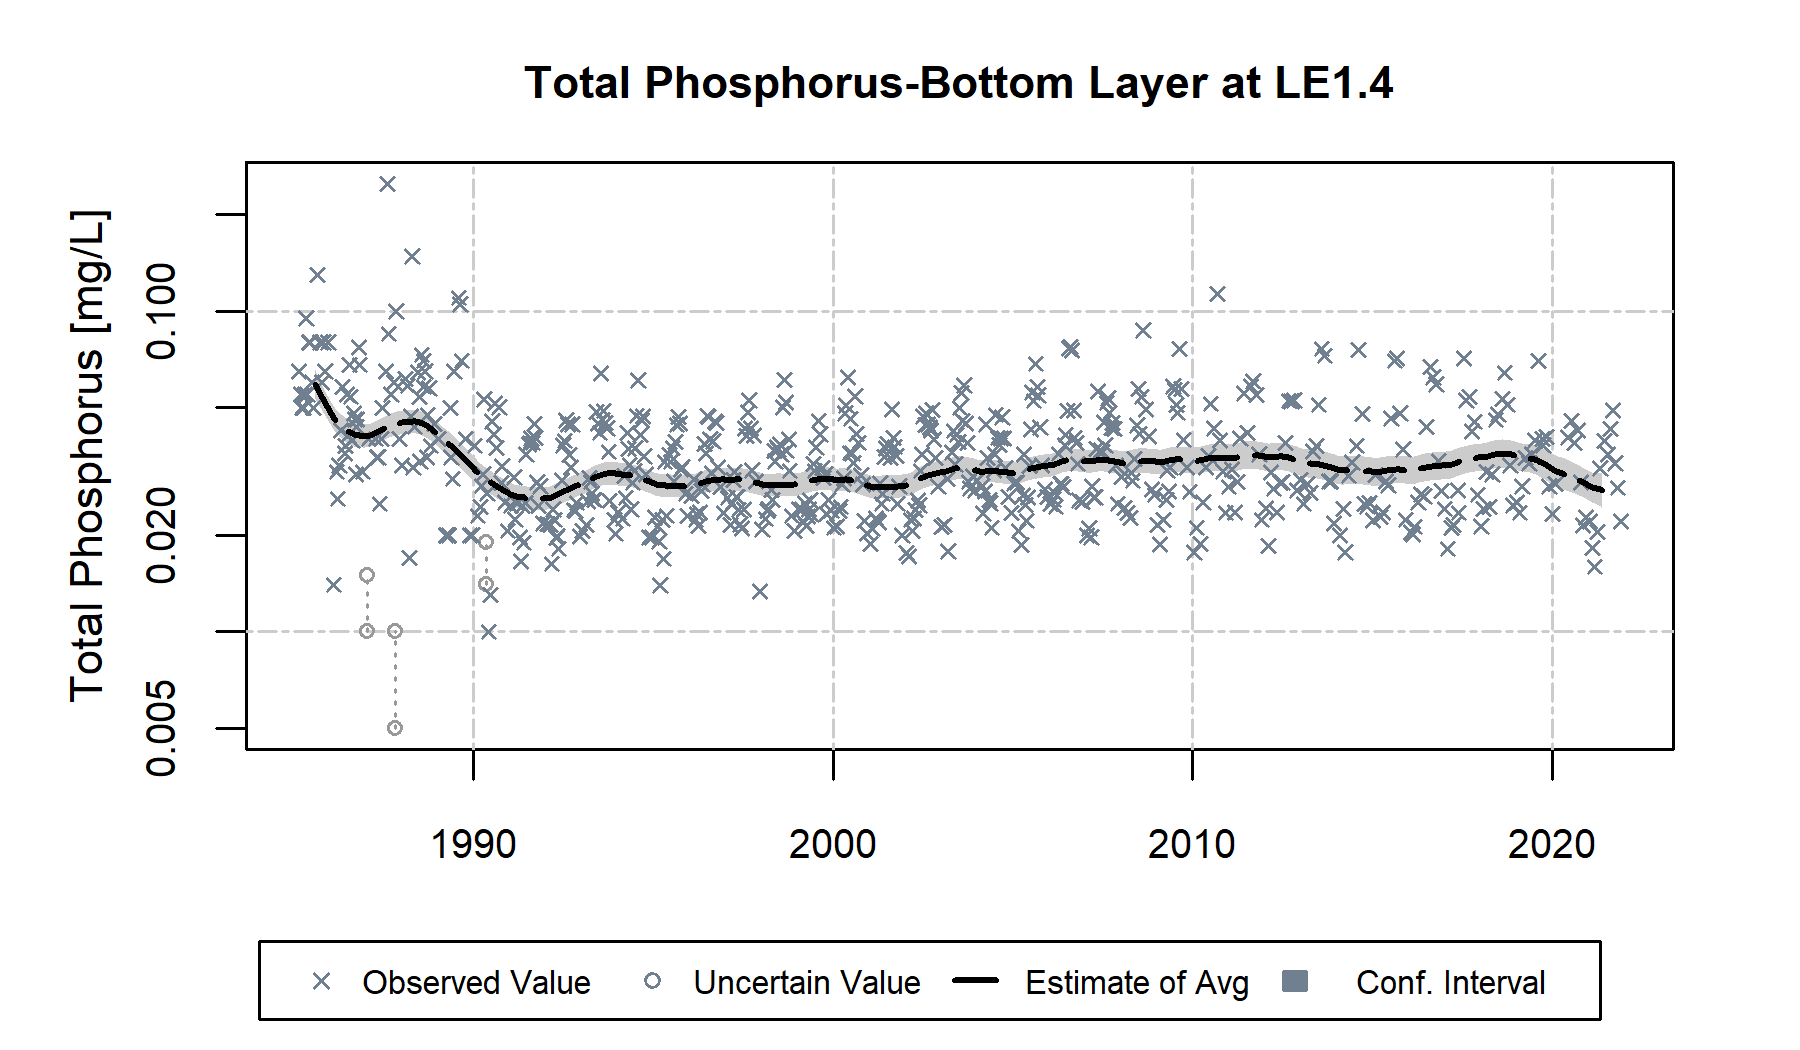 Total Phosphorus-Bottom Layer at LE1.4
Total Phosphorus [mg/L]
0.100
0.020
0.005
1990 2000 2010 2020
Observed Value Uncertain Value Estimate of Avg Conf. Interval